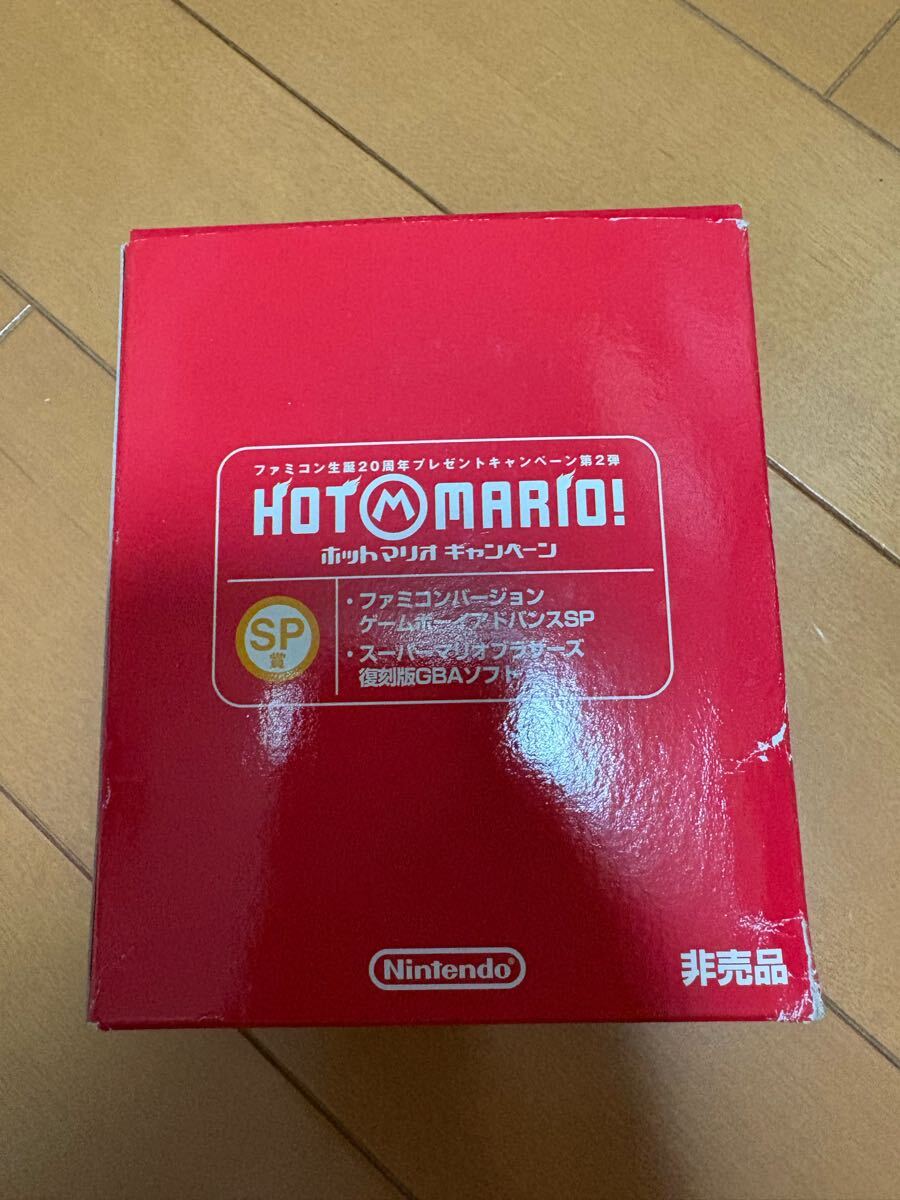 ファミコン生誕20周年プレゼントキャンペーン第2弾
HOT M MARIO!
ホットマリオ キャンペーン
SP賞
・ファミコンバージョン
ゲームボーイアドバンスSP
・スーパーマリオブラザーズ
復刻版GBAソフト
Nintendo®
非売品